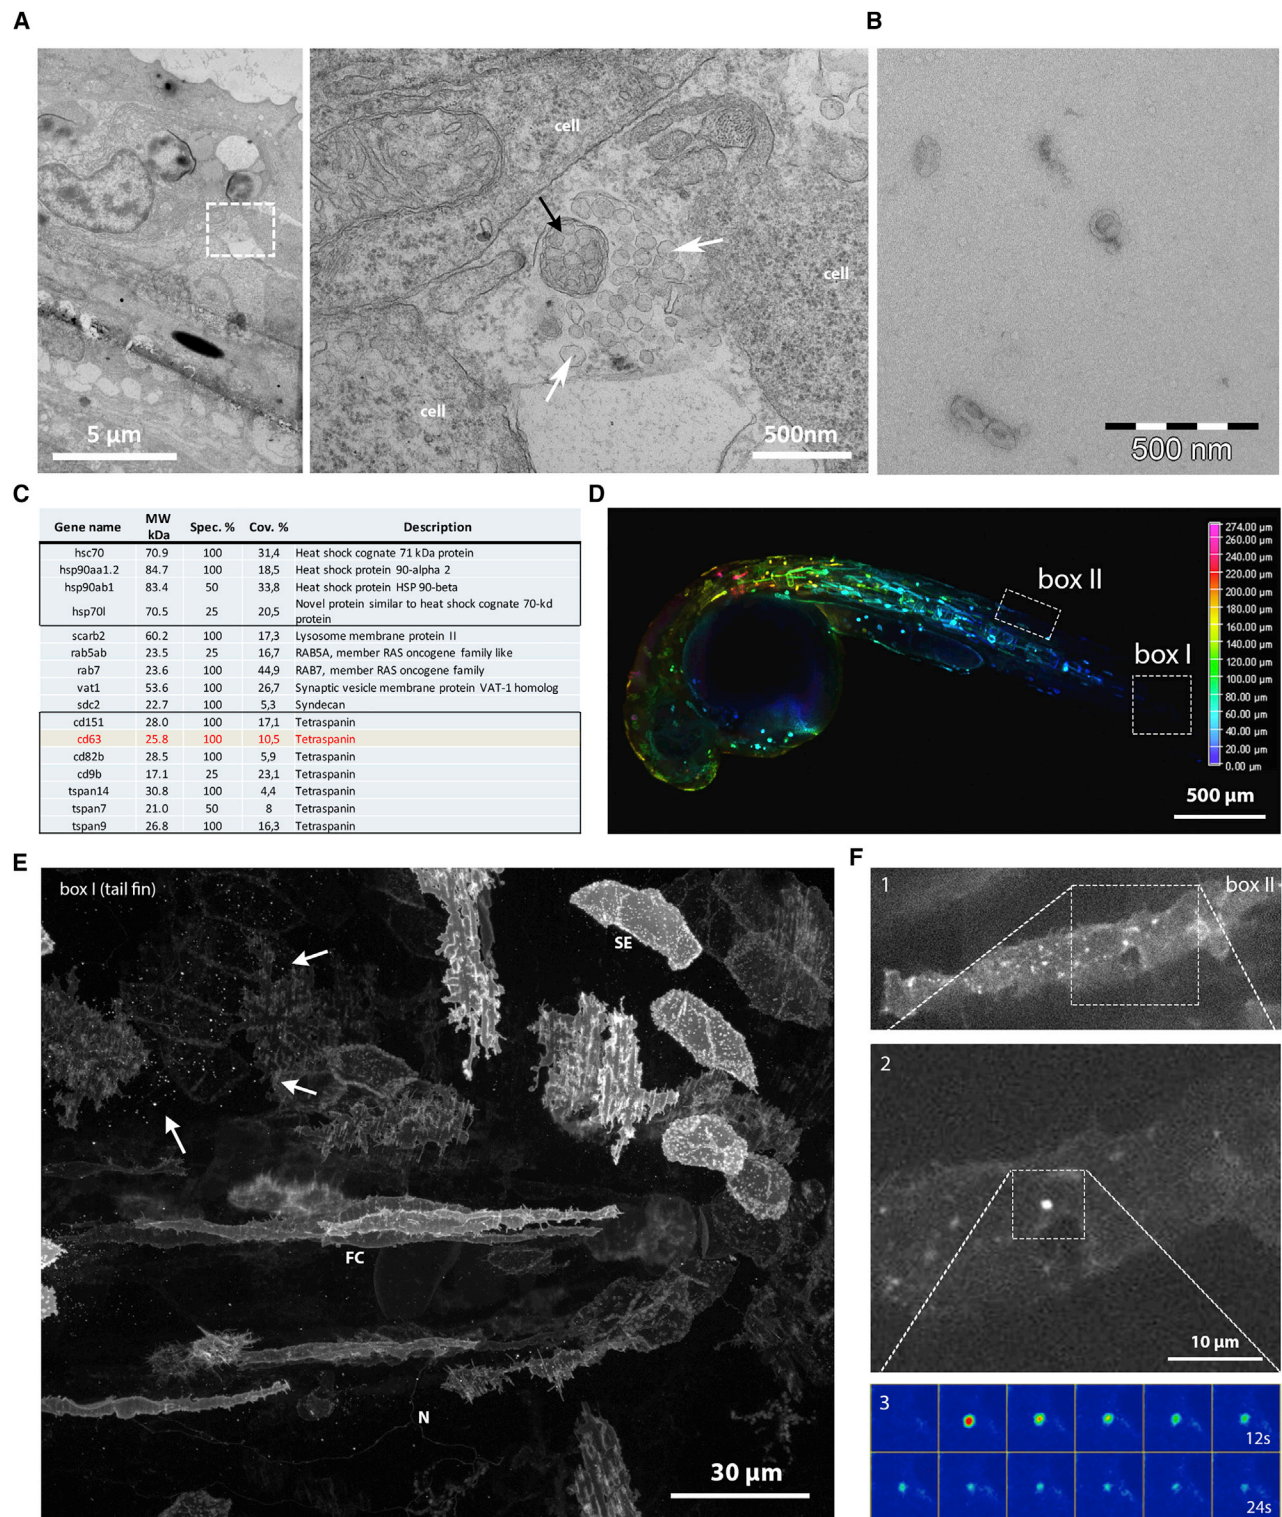 A
B
cell
cell
cell
5 µm
500nm
500 nm
C
D
Gene name MW kDa Spec. % Cov. % Description
hsc70 70.9 100 31,4 Heat shock cognate 71 kDa protein
hsp90aa1.2 84.7 100 18,5 Heat shock protein 90-alpha 2
hsp90ab1 83.4 50 33,8 Heat shock protein HSP 90-beta
hsp70l 70.5 25 20,5 Novel protein similar to heat shock cognate 70-kd protein
scarb2 60.2 100 17,3 Lysosome membrane protein II
rab5ab 23.5 25 16,7 RAB5A, member RAS oncogene family like
rab7 23.6 100 44,9 RAB7, member RAS oncogene family
vat1 53.6 100 26,7 Synaptic vesicle membrane protein VAT-1 homolog
sdc2 22.7 100 5,3 Syndecan
cd151 28.0 100 17,1 Tetraspanin
cd63 25.8 100 10,5 Tetraspanin
cd82b 28.5 100 5,9 Tetraspanin
cd9b 17.1 25 23,1 Tetraspanin
tspan14 30.8 100 4,4 Tetraspanin
tspan7 21.0 50 8 Tetraspanin
tspan9 26.8 100 16,3 Tetraspanin
box II
box I
274.00 µm
260.00 µm
240.00 µm
220.00 µm
200.00 µm
180.00 µm
160.00 µm
140.00 µm
120.00 µm
100.00 µm
80.00 µm
60.00 µm
40.00 µm
20.00 µm
0.00 µm
500 µm
E
box I (tail fin)
SE
FC
N
30 µm
F
1
box II
2
10 µm
3
12s
24s